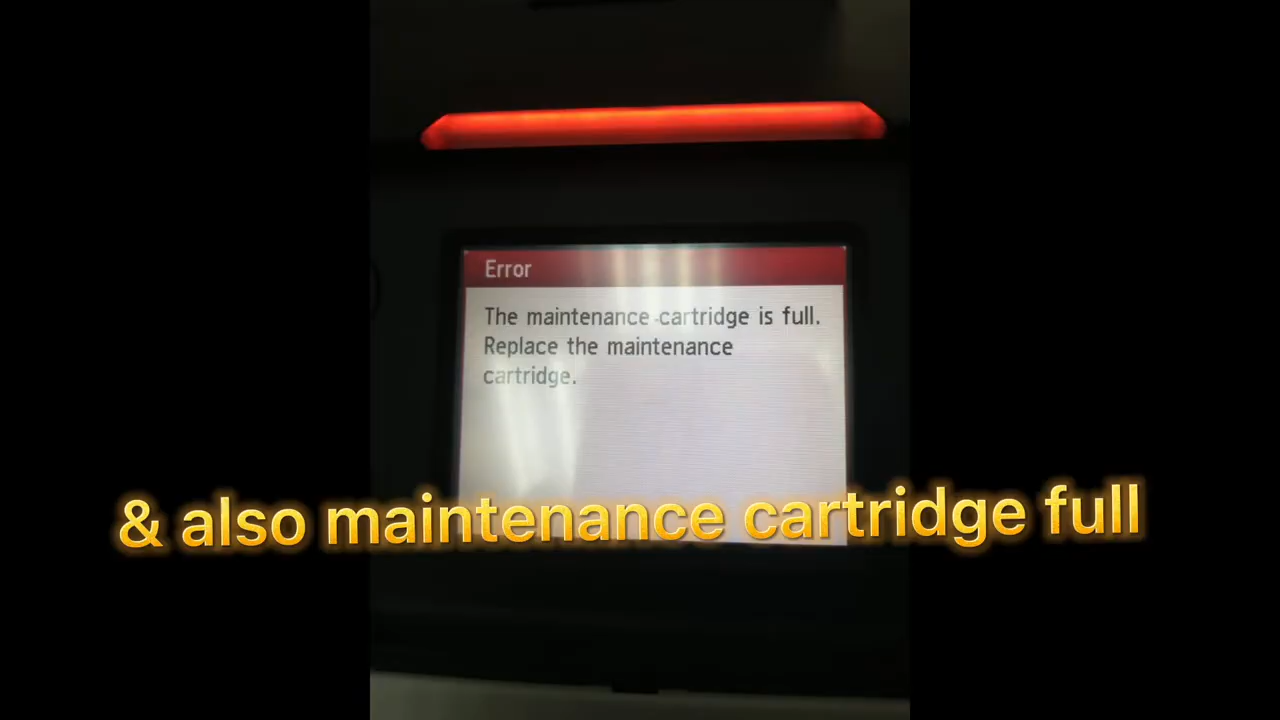 Error
The maintenance cartridge is full.
Replace the maintenance
cartridge.
& also maintenance cartridge full